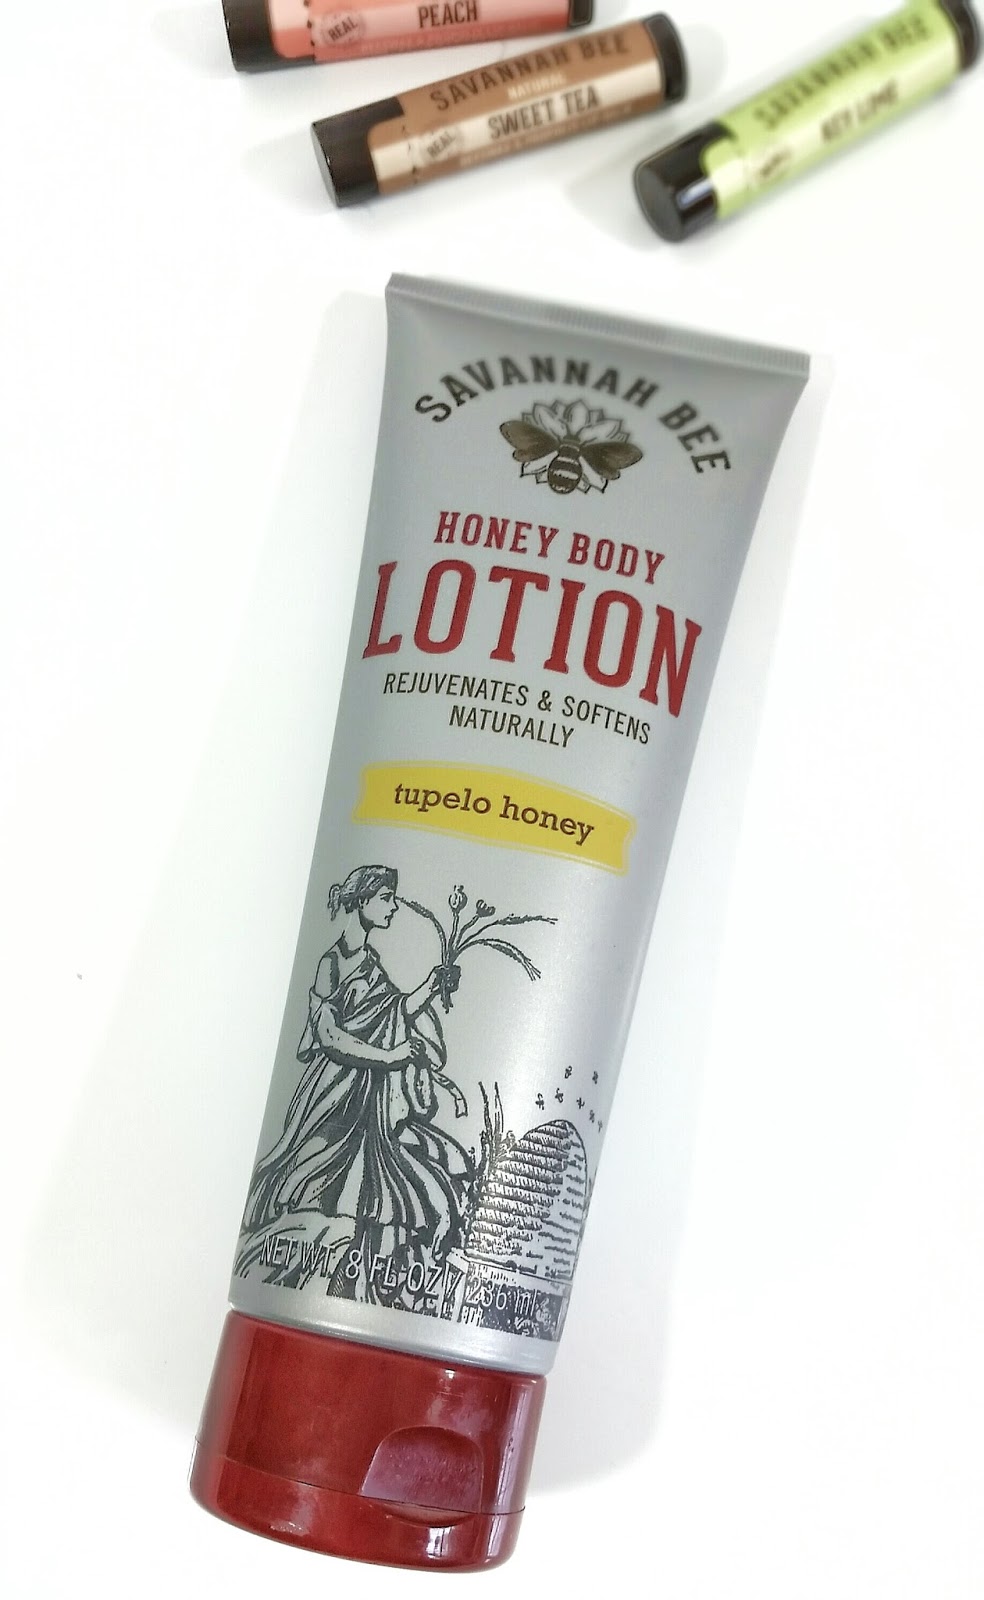 PEACH
REAL
SAVANNAH BEE
NATURAL
SWEET TEA
REAL
SAVANNAH BEE
KEY LIME
SAVANNAH BEE
HONEY BODY
LOTION
REJUVENATES & SOFTENS
NATURALLY
tupelo honey
NET WT. 8 FL OZ / 236 ml